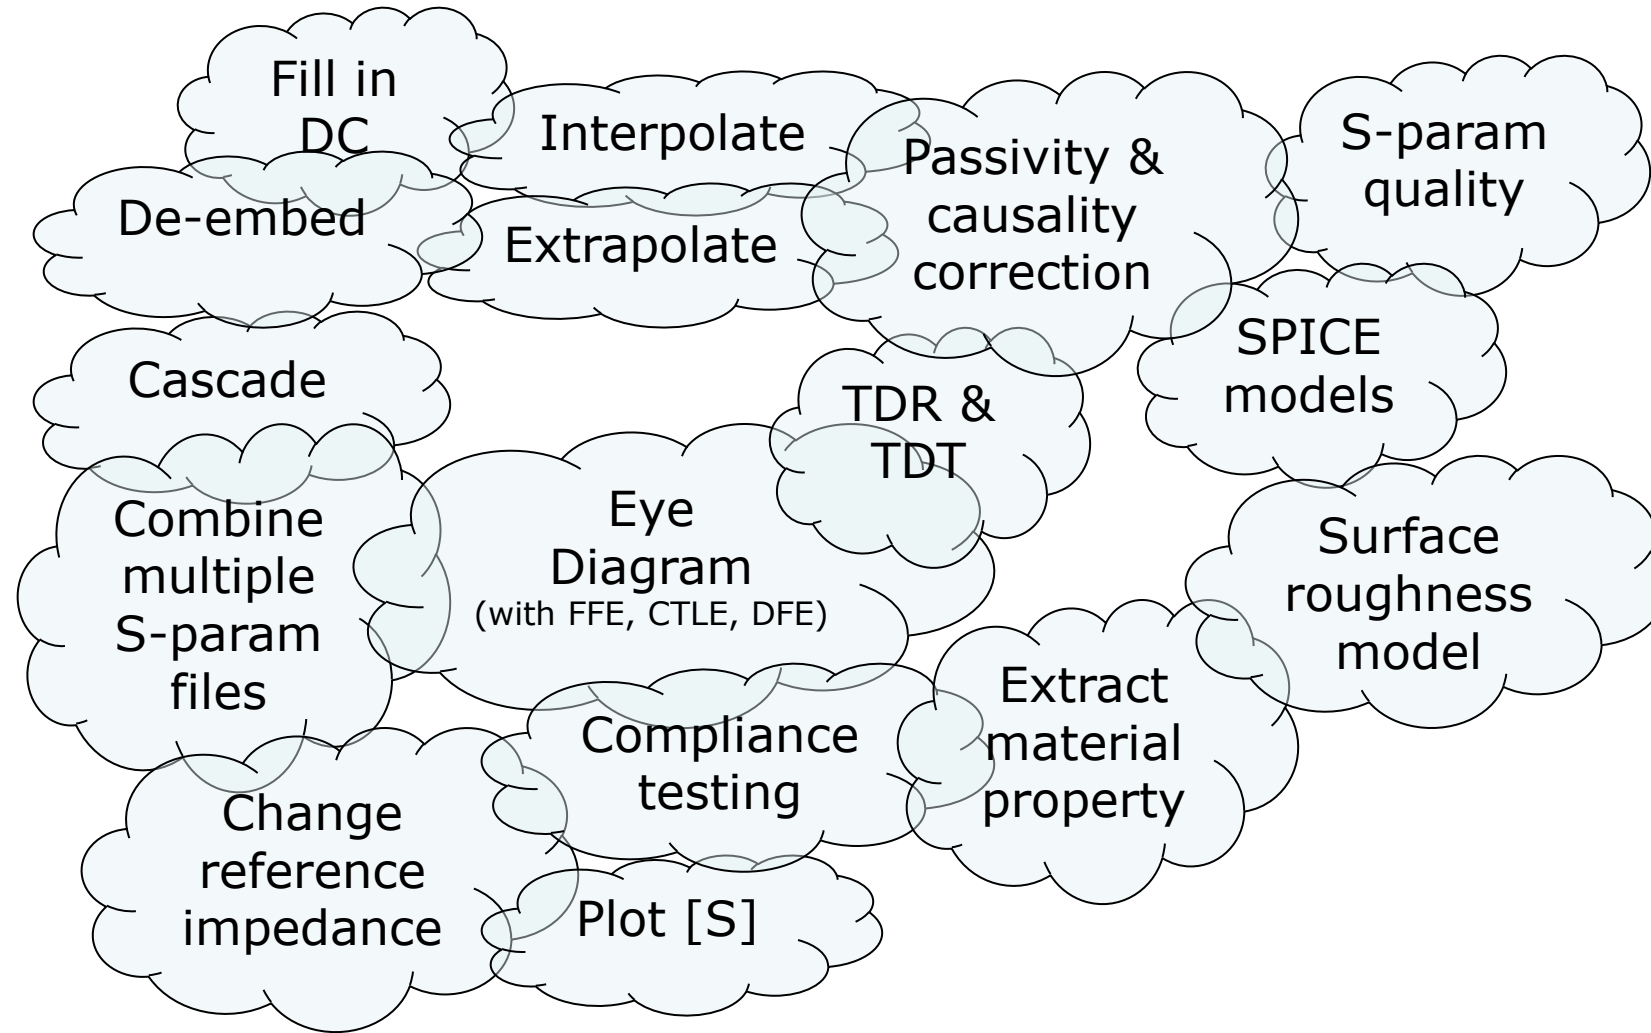 Fill in
DC
Interpolate
Passivity &
causality
correction
S-param
quality
De-embed
Extrapolate
SPICE
models
Cascade
TDR &
TDT
Combine
multiple
S-param
files
Eye
Diagram
(with FFE, CTLE, DFE)
Surface
roughness
model
Extract
material
property
Compliance
testing
Change
reference
impedance
Plot [S]